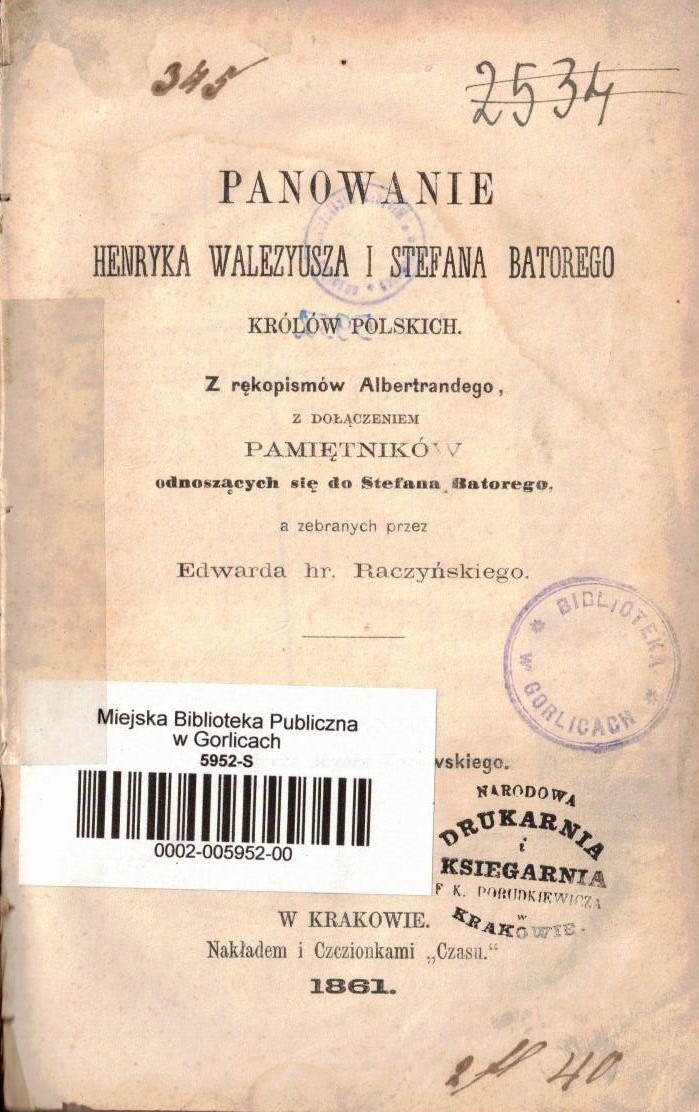 345
2534
PANOWANIE
HENRYKA WALEZYUSZA I STEFANA BATOREGO
KRÓLÓW POLSKICH.
Z rękopismów Albertrandego,
Z DOŁĄCZENIEM
PAMIĘTNIKÓW
odnoszących się do Stefana Batorego,
a zebranych przez
Edwarda hr. Raczyńskiego.
BIBLIOTEKA
W GORLICACH
Miejska Biblioteka Publiczna
w Gorlicach
5952-S
0002-005952-00
wskiego.
NARODOWA
DRUKARNIA
i
KSIEGARNIA
F K. POBUDKIEWICZA
w
KRAKOWIE.
W KRAKOWIE.
Nakładem i Czcionkami „Czasu.“
1861.
40